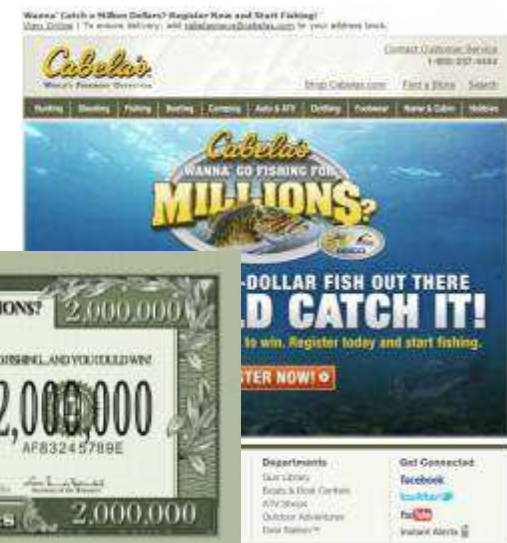 Wanna' Catch a Million Dollars? Register Now and Start Fishing!
View Online | To ensure delivery, add to your address book.
Contact Customer Service
Cabela's
WORLD'S FOREMOST OUTFITTER
Shop Cabelas.com Find a Store Search
Hunting Shooting Fishing Boating Camping Auto & ATV Clothing Footwear Home & Cabin
Cabela's
WANNA' GO FISHING FOR
MILLION$?
-DOLLAR FISH OUT THERE
D CATCH IT!
to win. Register today and start fishing.
TER NOW!
IONS? 2,000,000
FISHING... AND YOU COULD WIN!
2,000,000
AF83245789E
2,000,000
Departments
Gun Library
Boats & Boat Centers
ATV Shops
Outdoor Adventures
Get Connected
facebook
twitter
YouTube
Instant Alerts